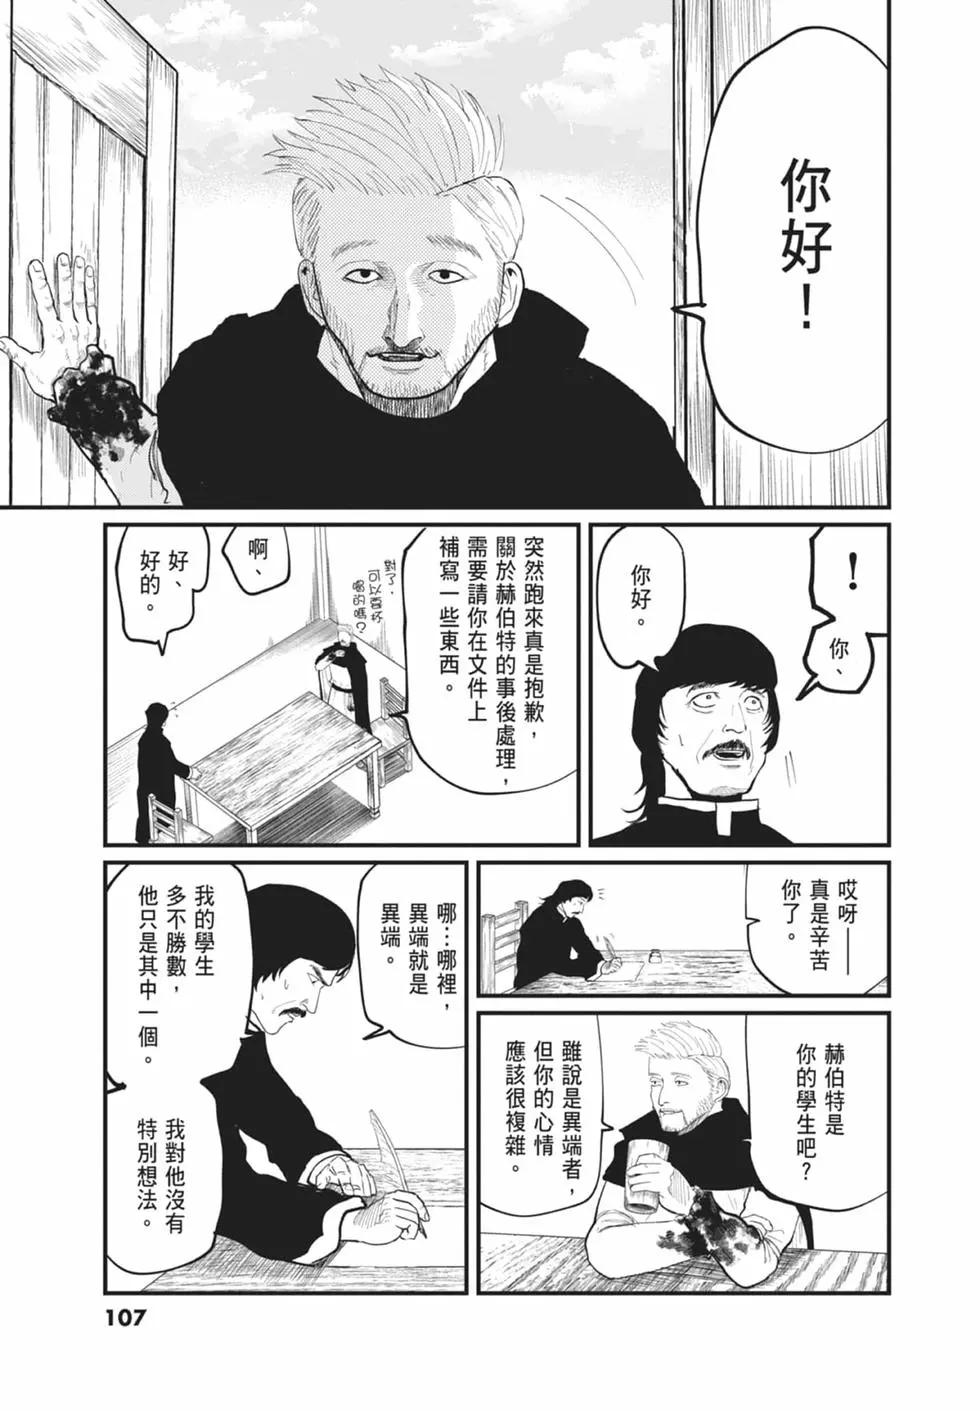 你好！
！
你、
你好。
突然跑來真是抱歉，
關於赫伯特的事後處理，
需要請你在文件上
補寫一些東西。
對了，
可以要杯
喝的嗎？
啊、
好、
好的。
哎呀——
真是辛苦
你了。
赫伯特是
你的學生吧？
雖說是異端者，
但你的心情
應該很複雜。
哪…哪裡，
異端就是
異端。
我的學生
多不勝數，
他只是其中一個。
我對他沒有
特別想法。
107